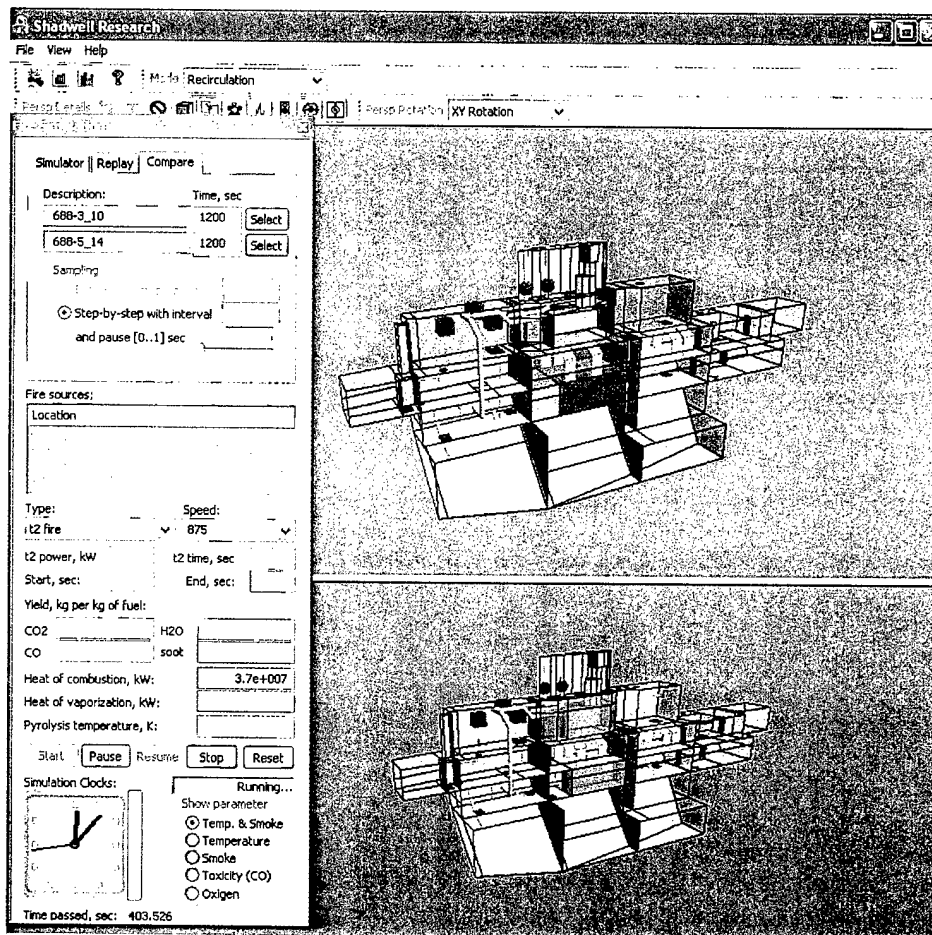 Shadwell Research
File View Help
Mode Recirculation
Persp Details Persp Rotation XY Rotation
Simulator Replay Compare
Description: Time, sec
688-3_10 1200 Select
688-5_14 1200 Select
Sampling
Step-by-step with interval
and pause [0..1] sec
Fire sources:
Location
Type: Speed:
t2 fire 875
t2 power, kW t2 time, sec
Start, sec: End, sec:
Yield, kg per kg of fuel:
CO2 H2O
CO soot
Heat of combustion, kW: 3.7e+007
Heat of vaporization, kW:
Pyrolysis temperature, K:
Start Pause Resume Stop Reset
Simulation Clocks: Running...
Show parameter
Temp. & Smoke
Temperature
Smoke
Toxicity (CO)
Oxigen
Time passed, sec: 403.526